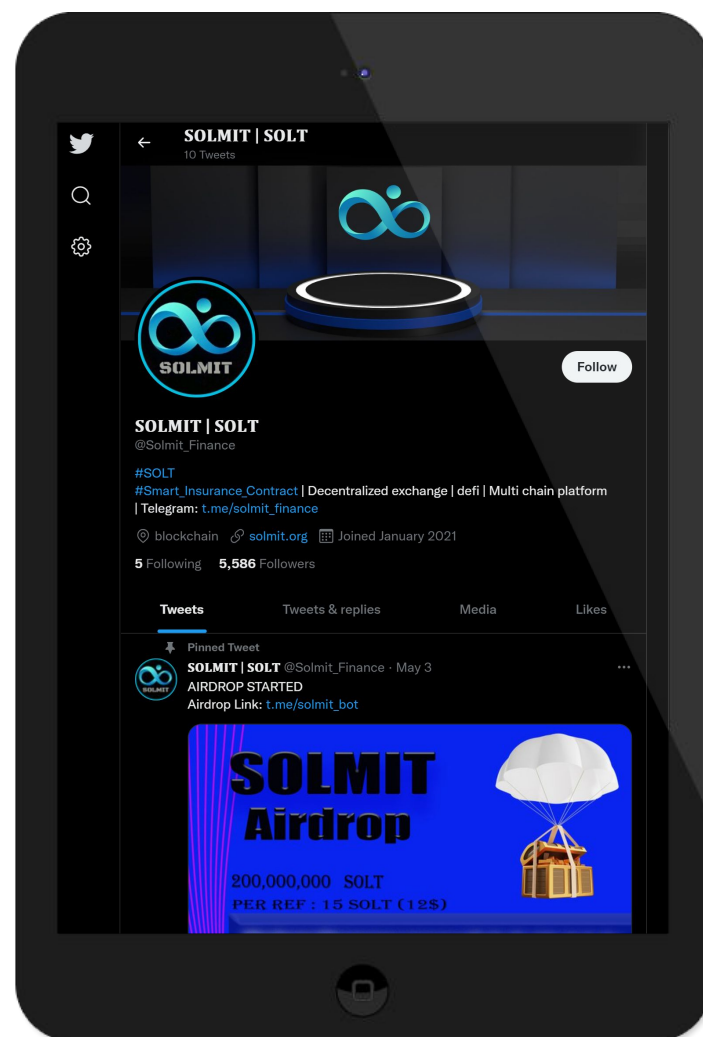 SOLMIT | SOLT
10 Tweets
SOLMIT
Follow
SOLMIT | SOLT
@Solmit_Finance
#SOLT
#Smart_Insurance_Contract | Decentralized exchange | defi | Multi chain platform
| Telegram: t.me/solmit_finance
blockchain solmit.org Joined January 2021
5 Following 5,586 Followers
Tweets Tweets & replies Media Likes
Pinned Tweet
SOLMIT | SOLT @Solmit_Finance · May 3
SOLMIT
AIRDROP STARTED
Airdrop Link: t.me/solmit_bot
SOLMIT
Airdrop
200,000,000 SOLT
PER REF : 15 SOLT (12$)